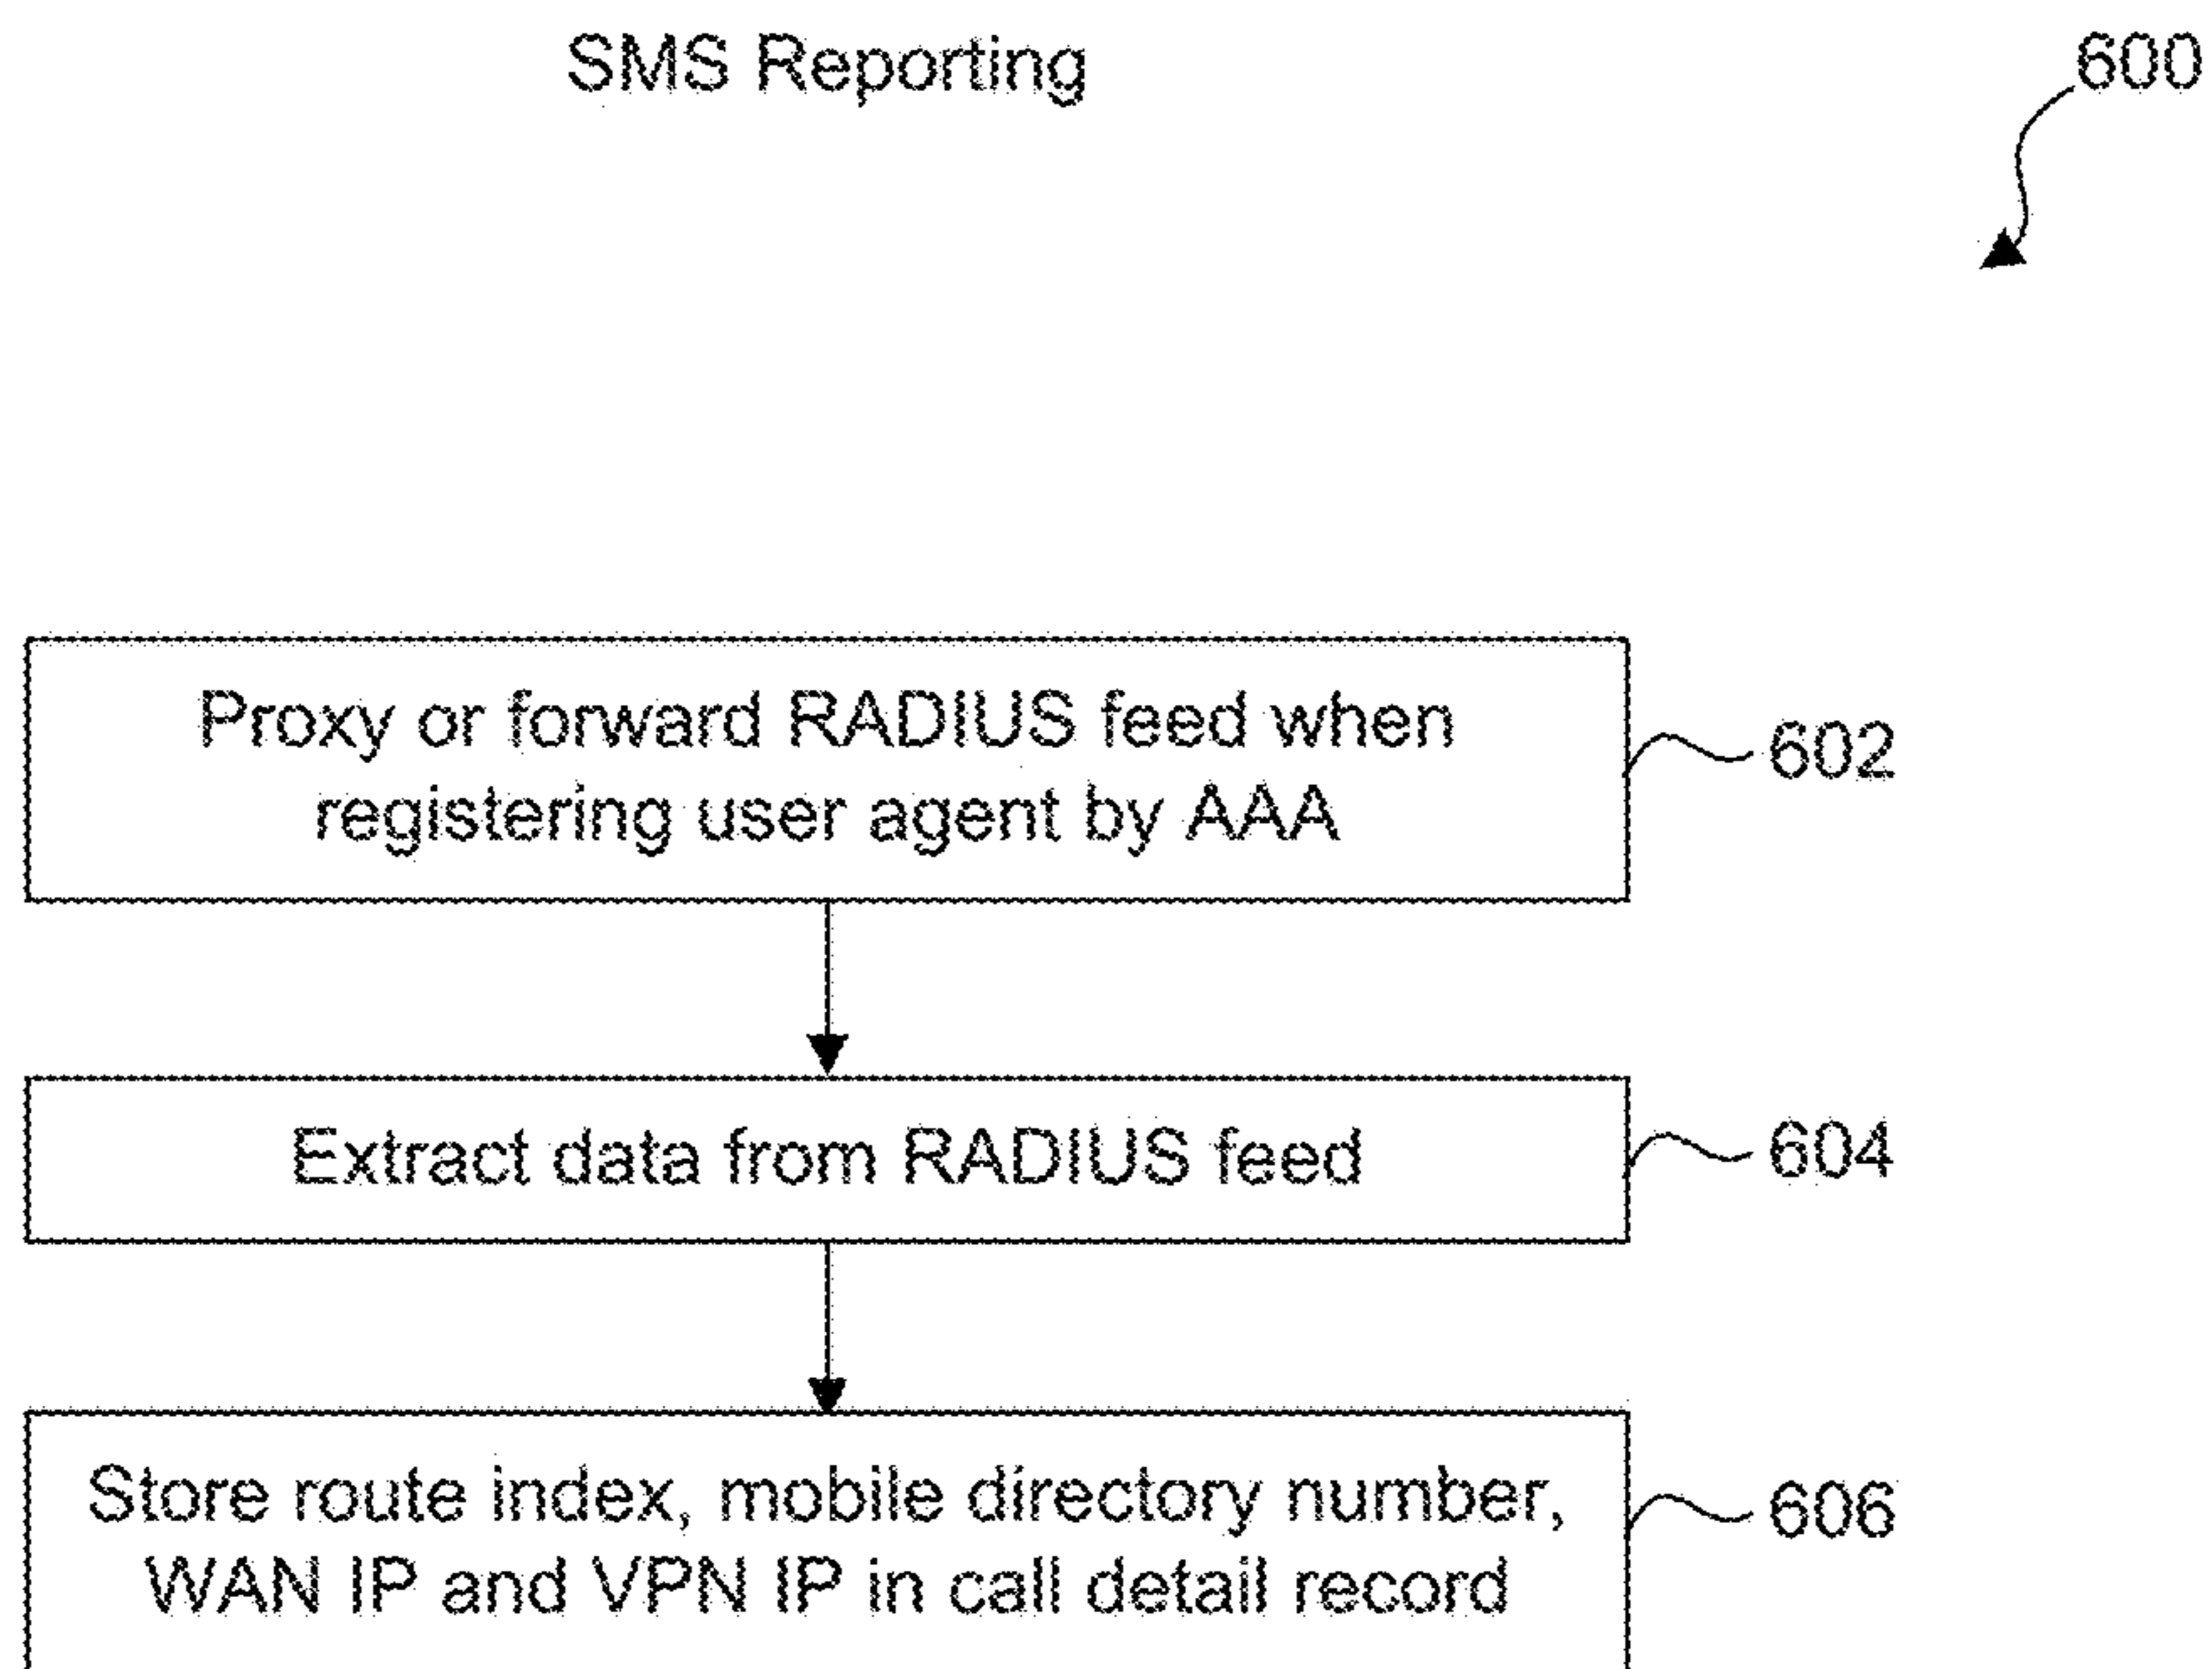 SMS Reporting
600
Proxy or forward RADIUS feed when
registering user agent by AAA
602
Extract data from RADIUS feed
604
Store route index, mobile directory number,
WAN IP and VPN IP in call detail record
606